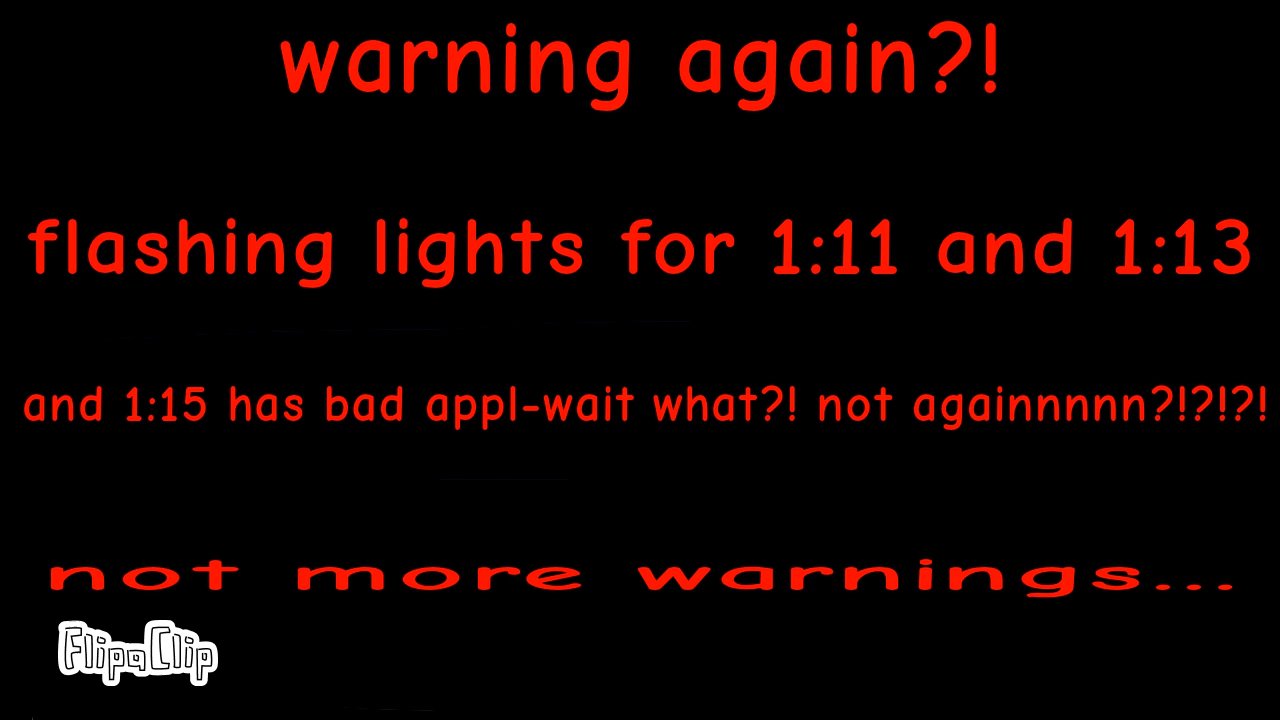 warning again?!
flashing lights for 1:11 and 1:13
and 1:15 has bad appl-wait what?! not againnnnn?!?!?!
not more warnings...
FlipaClip